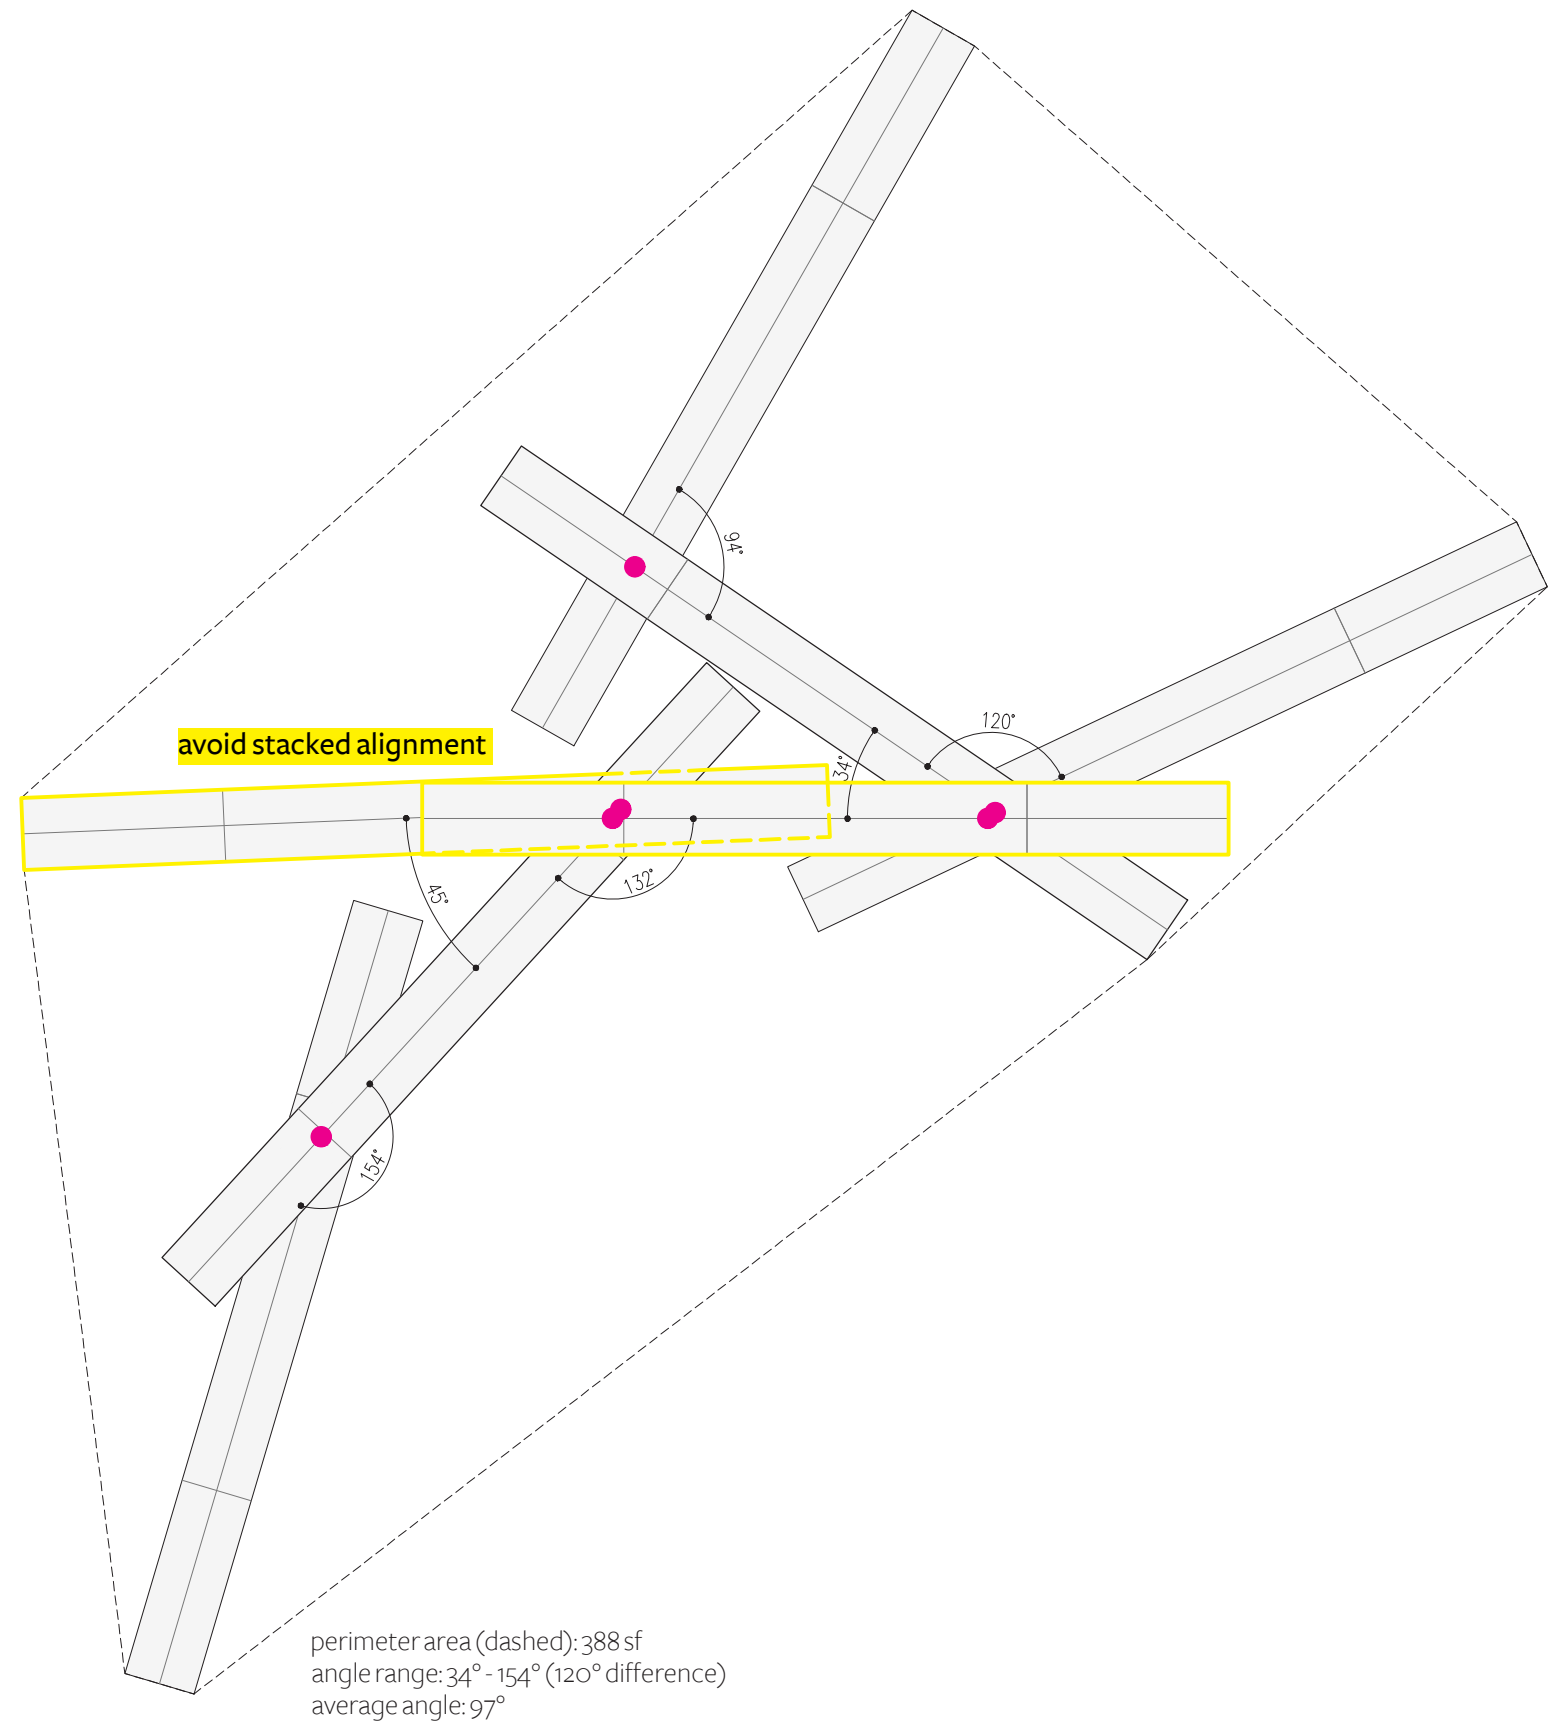 94°
120°
avoid stacked alignment
34°
132°
45°
154°
perimeter area (dashed): 388 sf
angle range: 34° - 154° (120° difference)
average angle: 97°